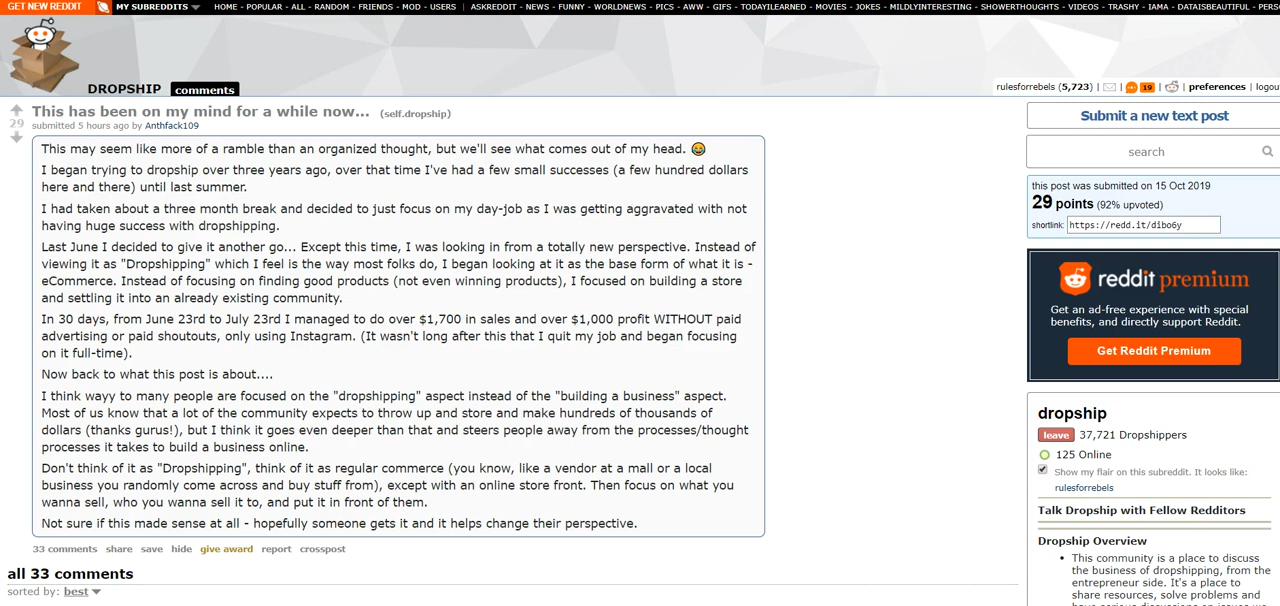 GET NEW REDDIT MY SUBREDDITS HOME - POPULAR - ALL - RANDOM - FRIENDS - MOD - USERS | ASKREDDIT - NEWS - FUNNY - WORLDNEWS - PICS - AWW - GIFS - TODAYILEARNED - MOVIES - JOKES - MILDLYINTERESTING - SHOWERTHOUGHTS - VIDEOS - TRASHY - IAMA - DATAISBEAUTIFUL - PERS
DROPSHIP comments
rulesforrebels (5,723) | 19 | preferences | logou
This has been on my mind for a while now... (self.dropship)
29
submitted 5 hours ago by Anthfack109
This may seem like more of a ramble than an organized thought, but we'll see what comes out of my head. 😂
I began trying to dropship over three years ago, over that time I've had a few small successes (a few hundred dollars
here and there) until last summer.
I had taken about a three month break and decided to just focus on my day-job as I was getting aggravated with not
having huge success with dropshipping.
Last June I decided to give it another go... Except this time, I was looking in from a totally new perspective. Instead of
viewing it as "Dropshipping" which I feel is the way most folks do, I began looking at it as the base form of what it is -
eCommerce. Instead of focusing on finding good products (not even winning products), I focused on building a store
and settling it into an already existing community.
In 30 days, from June 23rd to July 23rd I managed to do over $1,700 in sales and over $1,000 profit WITHOUT paid
advertising or paid shoutouts, only using Instagram. (It wasn't long after this that I quit my job and began focusing
on it full-time).
Now back to what this post is about....
I think wayy to many people are focused on the "dropshipping" aspect instead of the "building a business" aspect.
Most of us know that a lot of the community expects to throw up and store and make hundreds of thousands of
dollars (thanks gurus!), but I think it goes even deeper than that and steers people away from the processes/thought
processes it takes to build a business online.
Don't think of it as "Dropshipping", think of it as regular commerce (you know, like a vendor at a mall or a local
business you randomly come across and buy stuff from), except with an online store front. Then focus on what you
wanna sell, who you wanna sell it to, and put it in front of them.
Not sure if this made sense at all - hopefully someone gets it and it helps change their perspective.
33 comments share save hide give award report crosspost
all 33 comments
sorted by: best
Submit a new text post
search
this post was submitted on 15 Oct 2019
29 points (92% upvoted)
shortlink: https://redd.it/dibo6y
reddit premium
Get an ad-free experience with special
benefits, and directly support Reddit.
Get Reddit Premium
dropship
leave 37,721 Dropshippers
125 Online
Show my flair on this subreddit. It looks like:
rulesforrebels
Talk Dropship with Fellow Redditors
Dropship Overview
• This community is a place to discuss
the business of dropshipping, from the
entrepreneur side. It's a place to
share resources, solve problems and